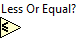 Less Or Equal?
≤